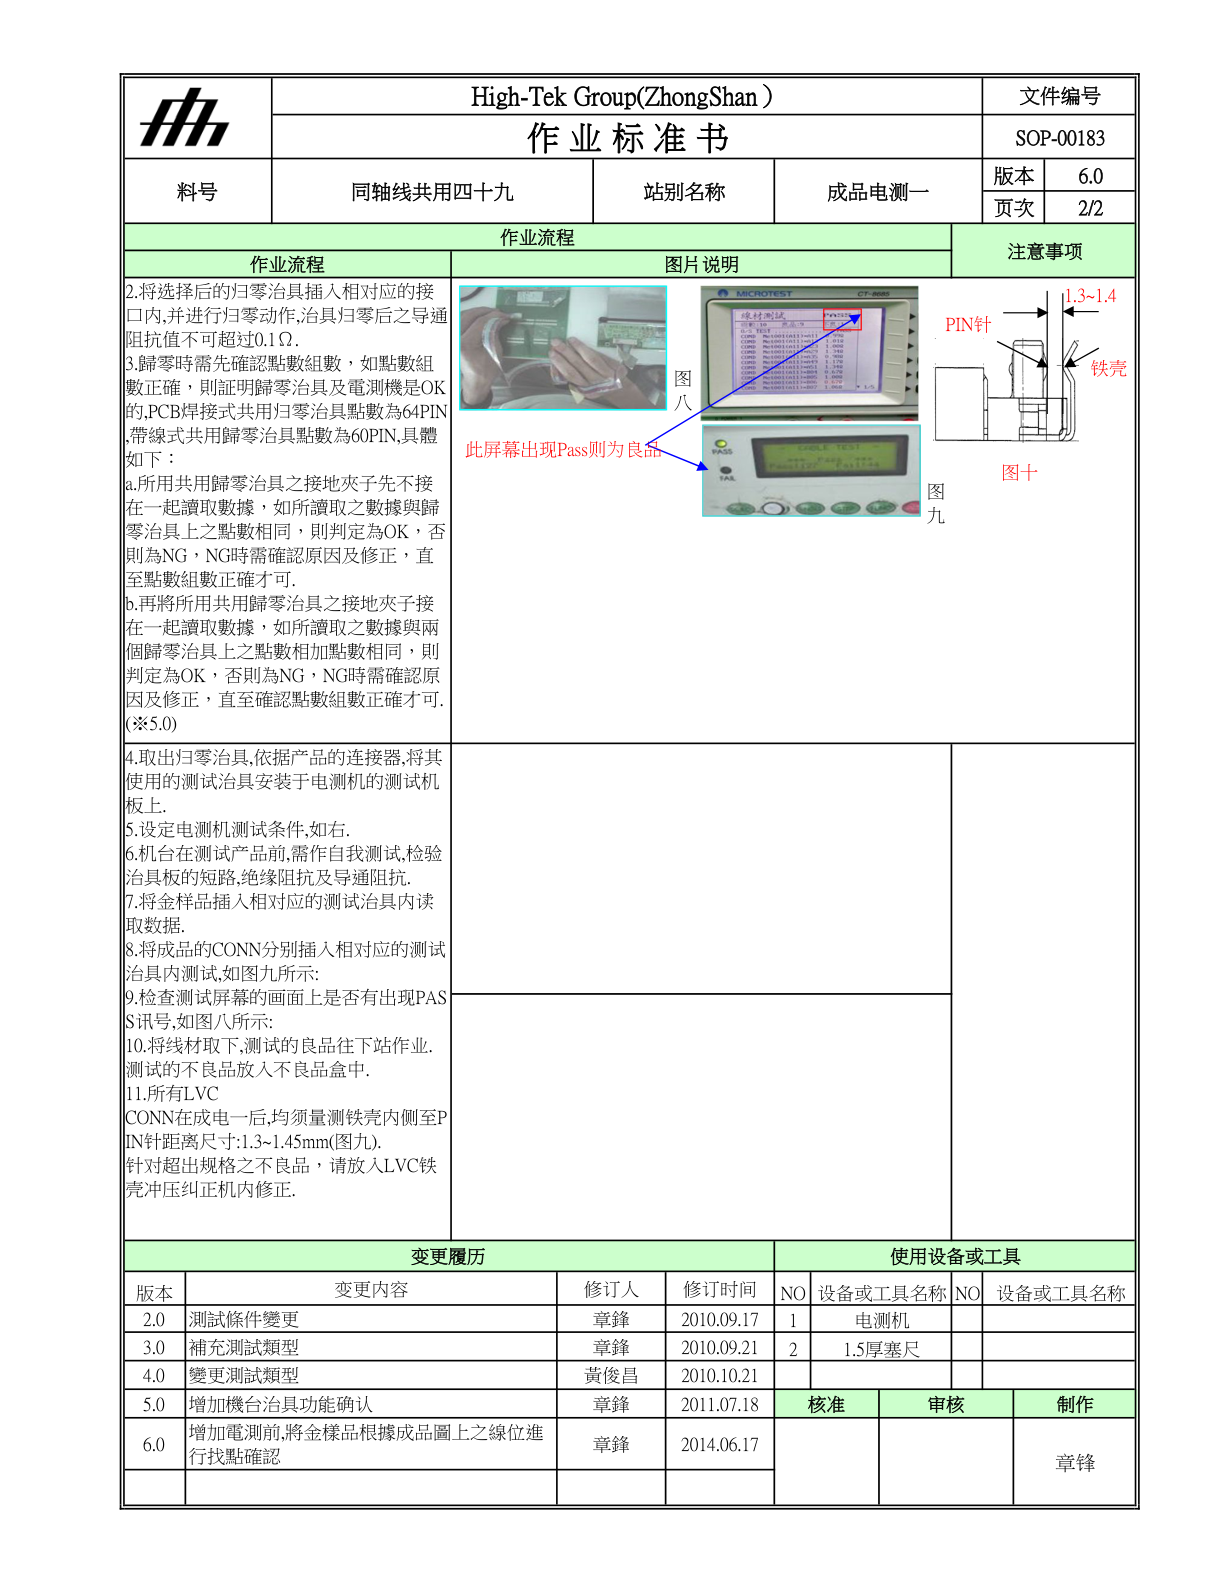 High-Tek Group(ZhongShan）
文件编号
作 业 标 准 书
SOP-00183
料号
同轴线共用四十九
站别名称
成品电测一
版本
6.0
页次
2/2
作业流程
注意事项
作业流程
图片说明
2.将选择后的归零治具插入相对应的接
口内,并进行归零动作,治具归零后之导通
阻抗值不可超过0.1Ω.
3.歸零時需先確認點數組數，如點數組
數正確，則証明歸零治具及電測機是OK
的,PCB焊接式共用归零治具點數為64PIN
,帶線式共用歸零治具點數為60PIN,具體
如下：
a.所用共用歸零治具之接地夾子先不接
在一起讀取數據，如所讀取之數據與歸
零治具上之點數相同，則判定為OK，否
則為NG，NG時需確認原因及修正，直
至點數組數正確才可.
b.再將所用共用歸零治具之接地夾子接
在一起讀取數據，如所讀取之數據與兩
個歸零治具上之點數相加點數相同，則
判定為OK，否則為NG，NG時需確認原
因及修正，直至確認點數組數正確才可.
(※5.0)
图
八
MICROTEST
CT-8685
線材测試
PASS
此屏幕出现Pass则为良品
PASS
FAIL
CABLE TEST
图
九
1.3~1.4
PIN针
铁壳
图十
4.取出归零治具,依据产品的连接器,将其
使用的测试治具安装于电测机的测试机
板上.
5.设定电测机测试条件,如右.
6.机台在测试产品前,需作自我测试,检验
治具板的短路,绝缘阻抗及导通阻抗.
7.将金样品插入相对应的测试治具内读
取数据.
8.将成品的CONN分别插入相对应的测试
治具内测试,如图九所示:
9.检查测试屏幕的画面上是否有出现PAS
S讯号,如图八所示:
10.将线材取下,测试的良品往下站作业.
测试的不良品放入不良品盒中.
11.所有LVC
CONN在成电一后,均须量测铁壳内侧至P
IN针距离尺寸:1.3~1.45mm(图九).
针对超出规格之不良品，请放入LVC铁
壳冲压纠正机内修正.
变更履历
使用设备或工具
版本
变更内容
修订人
修订时间
NO
设备或工具名称
NO
设备或工具名称
2.0
測試條件變更
章鋒
2010.09.17
1
电测机
3.0
補充測試類型
章鋒
2010.09.21
2
1.5厚塞尺
4.0
變更測試類型
黃俊昌
2010.10.21
5.0
增加機台治具功能确认
章鋒
2011.07.18
核准
审核
制作
6.0
增加電測前,將金樣品根據成品圖上之線位進
行找點確認
章鋒
2014.06.17
章锋